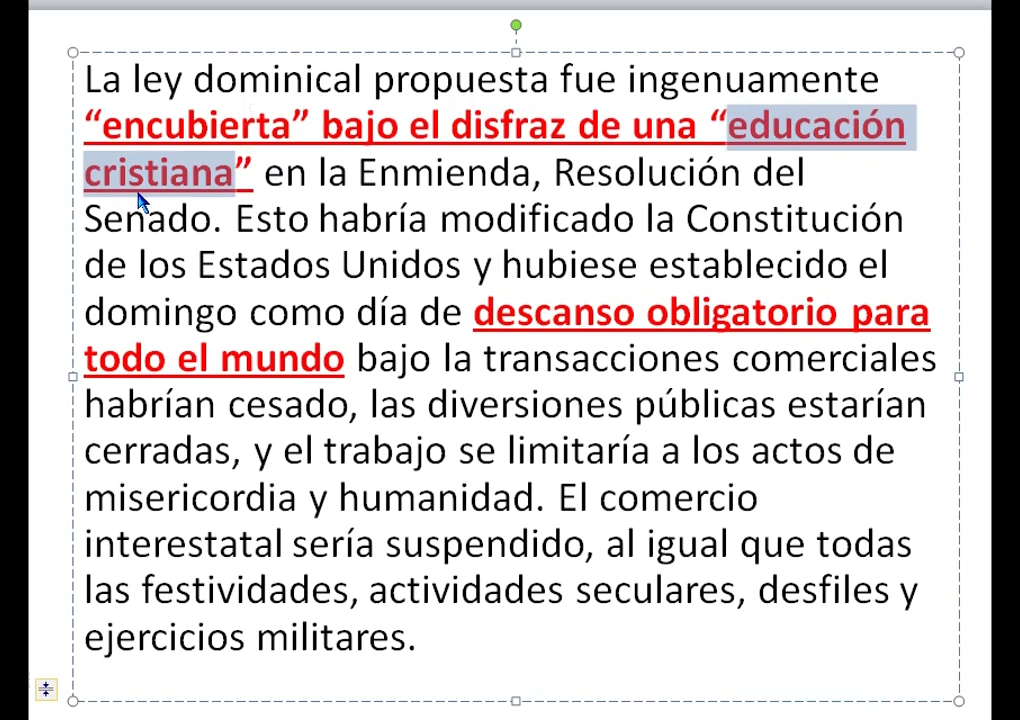 La ley dominical propuesta fue ingenuamente
“encubierta” bajo el disfraz de una “educación
cristiana” en la Enmienda, Resolución del
Senado. Esto habría modificado la Constitución
de los Estados Unidos y hubiese establecido el
domingo como día de descanso obligatorio para
todo el mundo bajo la transacciones comerciales
habrían cesado, las diversiones públicas estarían
cerradas, y el trabajo se limitaría a los actos de
misericordia y humanidad. El comercio
interestatal sería suspendido, al igual que todas
las festividades, actividades seculares, desfiles y
ejercicios militares.